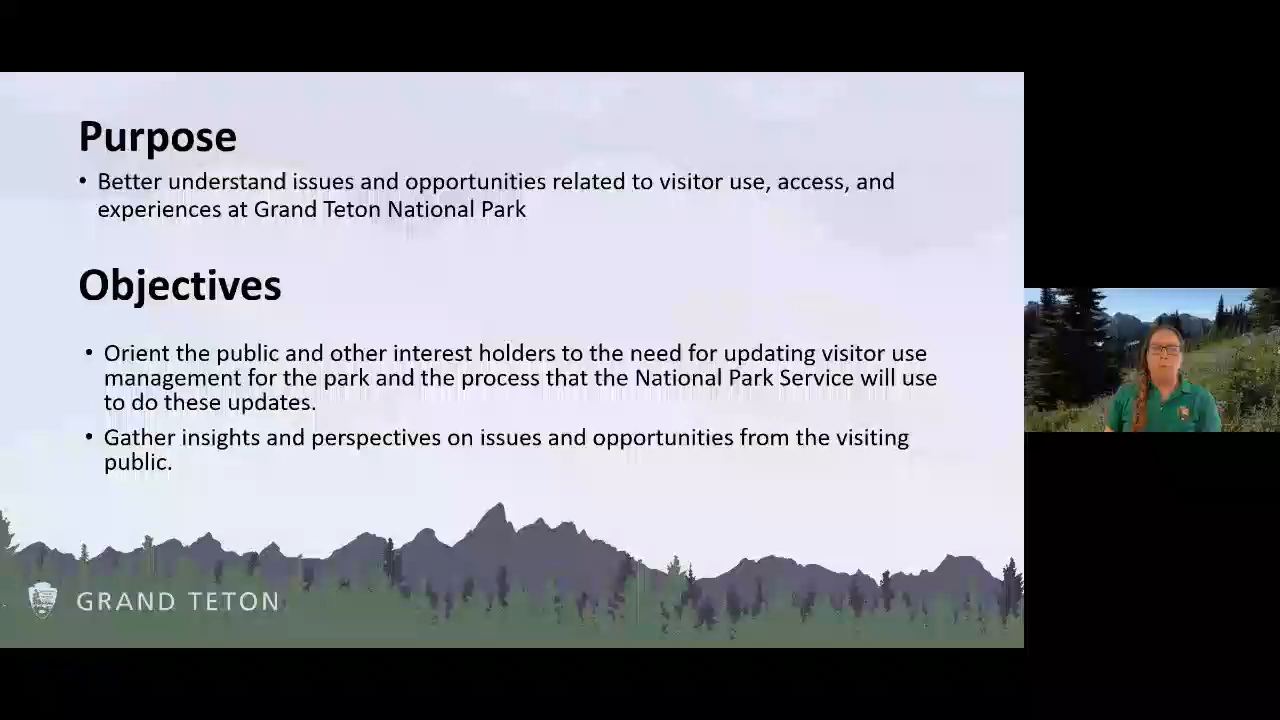 Purpose
• Better understand issues and opportunities related to visitor use, access, and
experiences at Grand Teton National Park
Objectives
• Orient the public and other interest holders to the need for updating visitor use
management for the park and the process that the National Park Service will use
to do these updates.
• Gather insights and perspectives on issues and opportunities from the visiting
public.
GRAND TETON